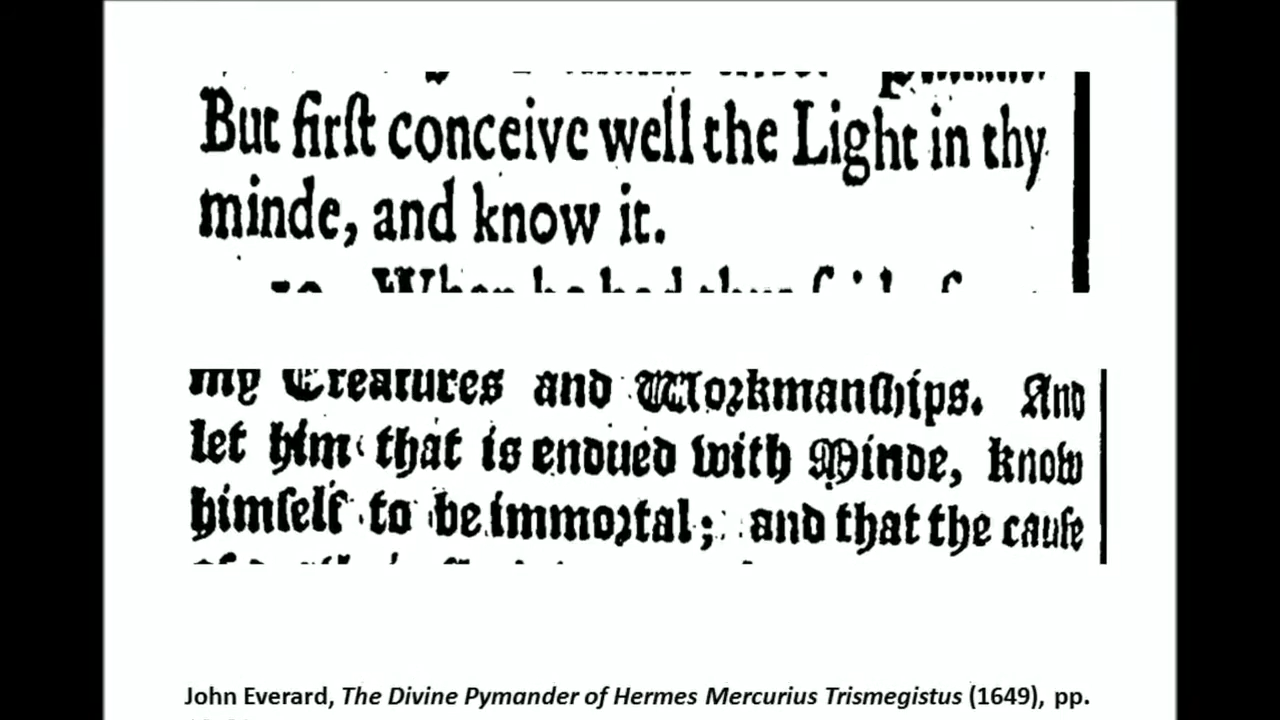 But firſt conceive well the Light in thy
minde, and know it.
my Creatures and Workmanſhips. And
let him that is endued with Minde, know
himſelf to be immortal; and that the cauſe
John Everard, The Divine Pymander of Hermes Mercurius Trismegistus (1649), pp.